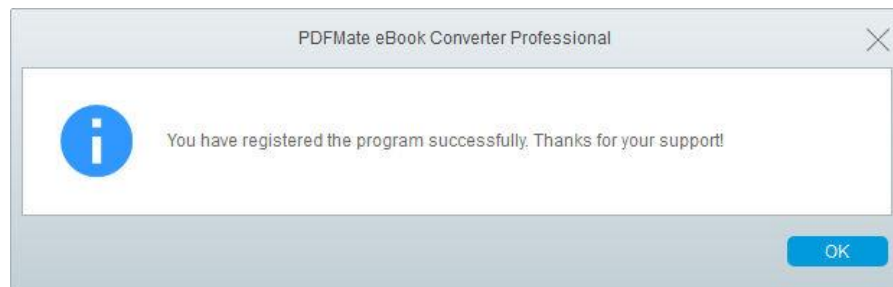 PDFMate eBook Converter Professional
You have registered the program successfully. Thanks for your support!
OK